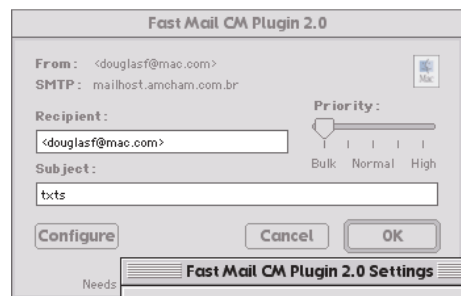 Fast Mail CM Plugin 2.0
From: <douglasf@mac.com>
SMTP: mailhost.amcham.com.br
Mac
Recipient:
<douglasf@mac.com>
Priority:
Bulk Normal High
Subject:
txts
Configure Cancel OK
Fast Mail CM Plugin 2.0 Settings
Needs